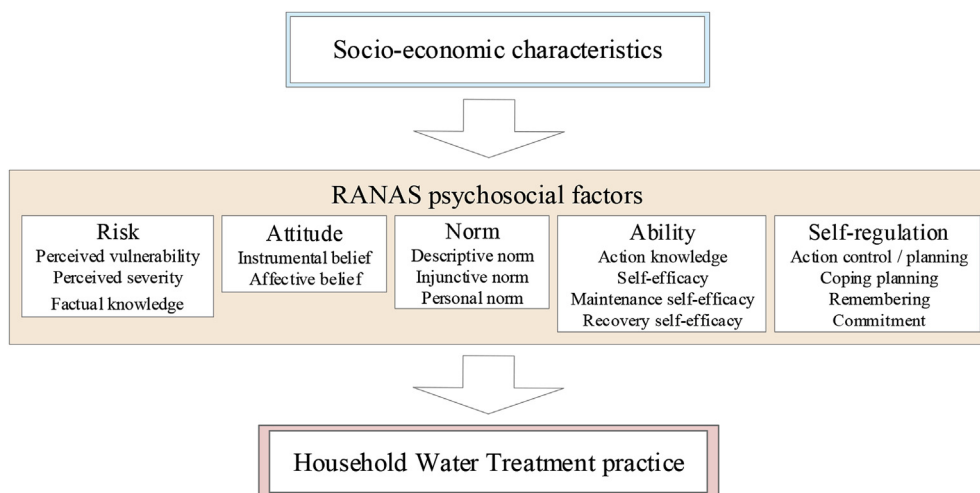 Socio-economic characteristics
RANAS psychosocial factors
Risk
Perceived vulnerability
Perceived severity
Factual knowledge
Attitude
Instrumental belief
Affective belief
Norm
Descriptive norm
Injunctive norm
Personal norm
Ability
Action knowledge
Self-efficacy
Maintenance self-efficacy
Recovery self-efficacy
Self-regulation
Action control / planning
Coping planning
Remembering
Commitment
Household Water Treatment practice